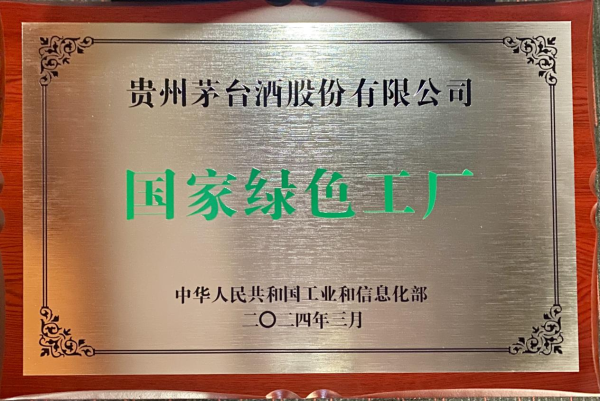 贵州茅台酒股份有限公司
国家绿色工厂
中华人民共和国工业和信息化部
二〇二四年三月